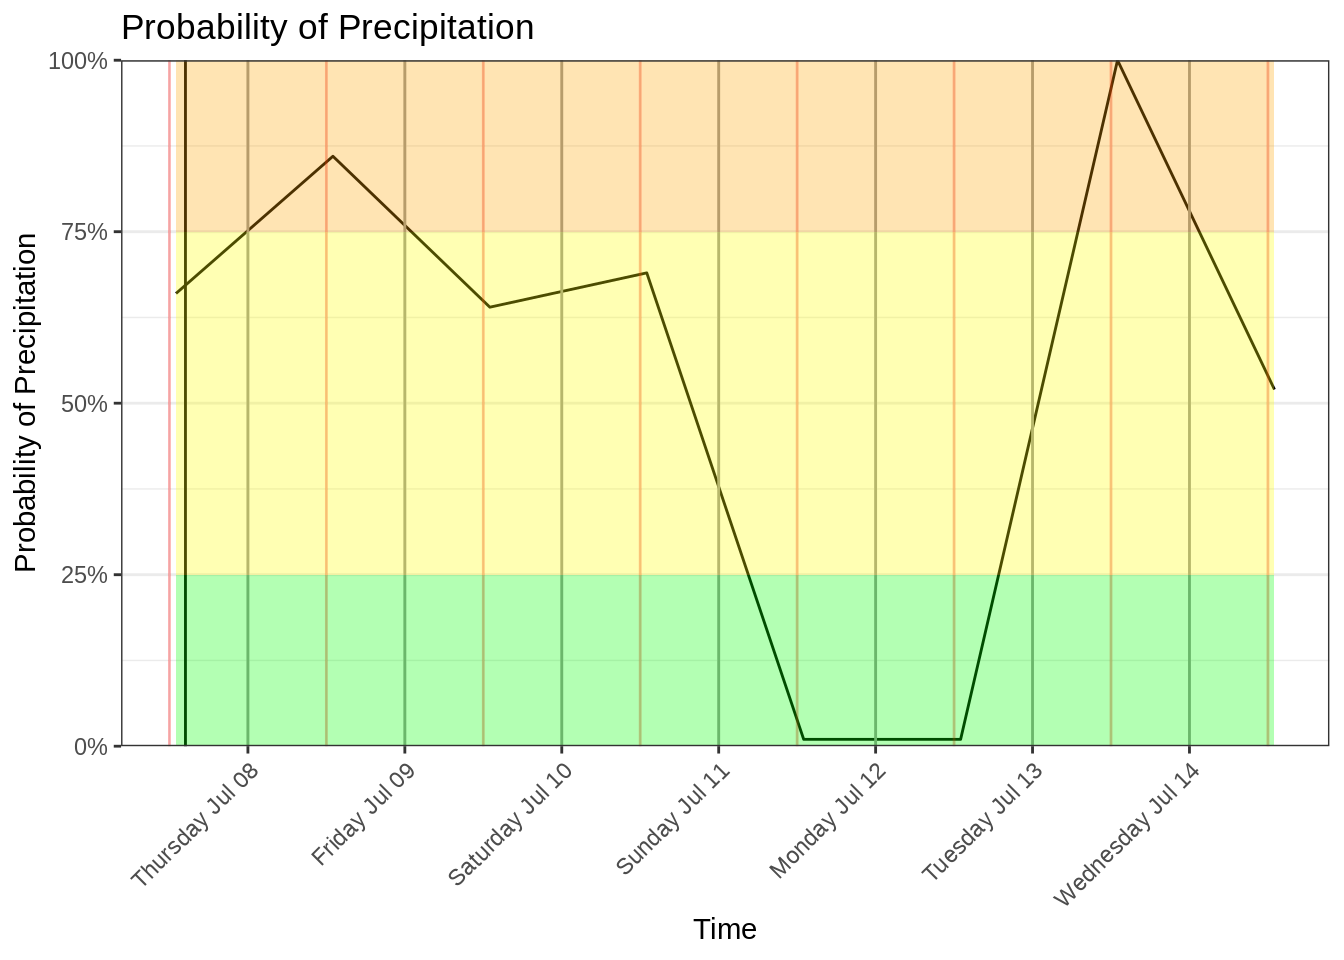 Probability of Precipitation
Probability of Precipitation
100%
75%
50%
25%
0%
Thursday Jul 08
Friday Jul 09
Saturday Jul 10
Sunday Jul 11
Monday Jul 12
Tuesday Jul 13
Wednesday Jul 14
Time